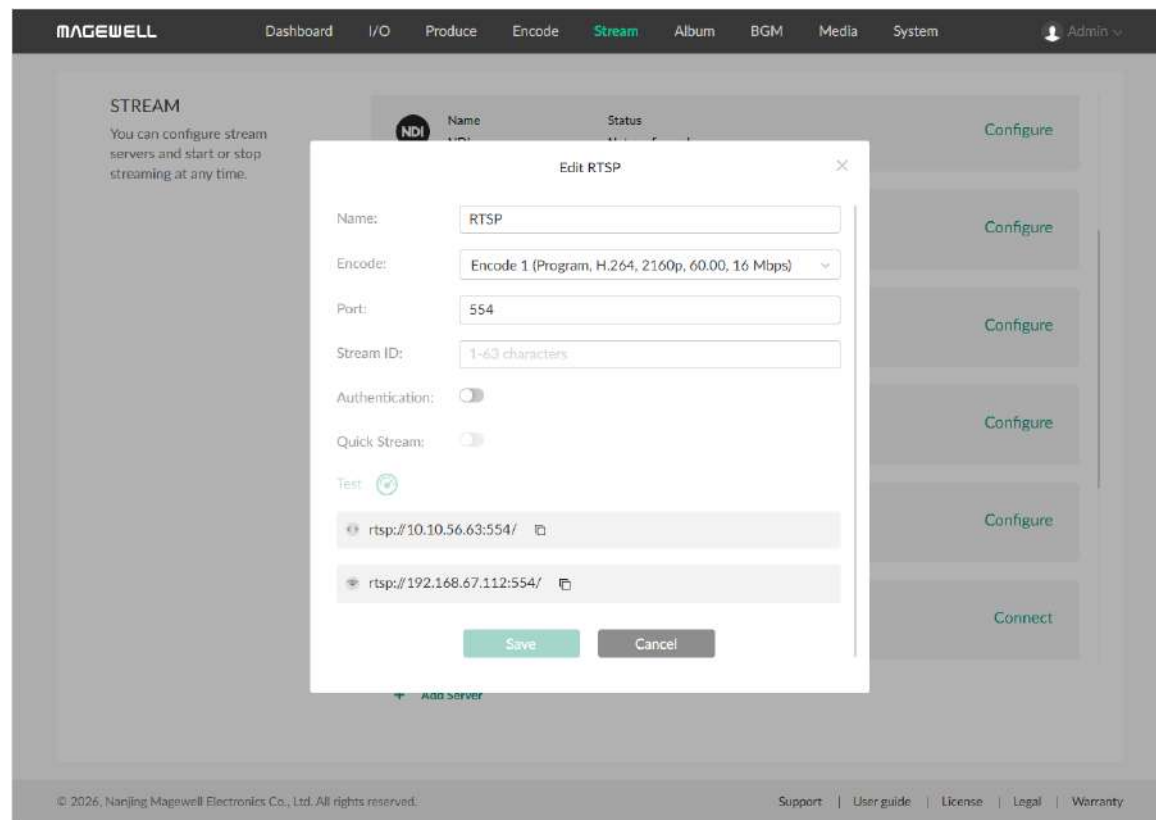 MAGEWELL Dashboard I/O Produce Encode Stream Album BGM Media System Admin
STREAM
You can configure stream
servers and start or stop
streaming at any time.
NDI Name Status Configure
Edit RTSP
Name: RTSP
Configure
Encode: Encode 1 (Program, H.264, 2160p, 60.00, 16 Mbps)
Port: 554
Configure
Stream ID: 1-63 characters
Authentication:
Configure
Quick Stream:
Test
Configure
rtsp://10.10.56.63:554/
rtsp://192.168.67.112:554/
Connect
Save Cancel
+ Add Server
© 2026, Nanjing Magewell Electronics Co., Ltd. All rights reserved. Support | User guide | License | Legal | Warranty